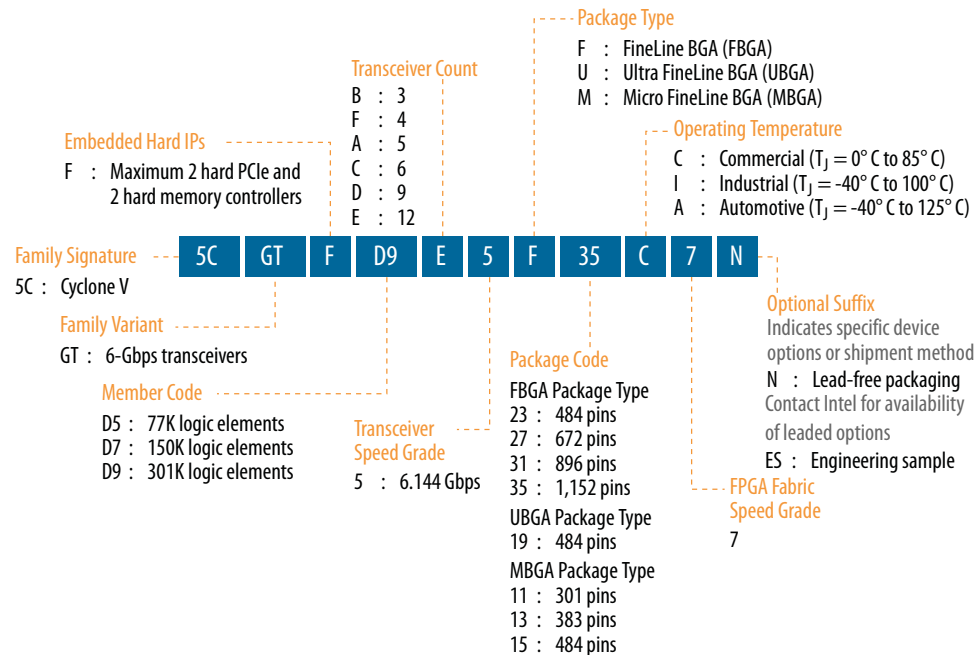 Package Type
F : FineLine BGA (FBGA)
U : Ultra FineLine BGA (UBGA)
M : Micro FineLine BGA (MBGA)
Transceiver Count
B : 3
F : 4
A : 5
C : 6
D : 9
E : 12
Embedded Hard IPs
F : Maximum 2 hard PCIe and
2 hard memory controllers
Operating Temperature
C : Commercial (TJ = 0° C to 85° C)
I : Industrial (TJ = -40° C to 100° C)
A : Automotive (TJ = -40° C to 125° C)
Family Signature
5C : Cyclone V
5C GT F D9 E 5 F 35 C 7 N
Family Variant
GT : 6-Gbps transceivers
Member Code
D5 : 77K logic elements
D7 : 150K logic elements
D9 : 301K logic elements
Transceiver
Speed Grade
5 : 6.144 Gbps
Package Code
FBGA Package Type
23 : 484 pins
27 : 672 pins
31 : 896 pins
35 : 1,152 pins
UBGA Package Type
19 : 484 pins
MBGA Package Type
11 : 301 pins
13 : 383 pins
15 : 484 pins
Optional Suffix
Indicates specific device
options or shipment method
N : Lead-free packaging
Contact Intel for availability
of leaded options
ES : Engineering sample
FPGA Fabric
Speed Grade
7